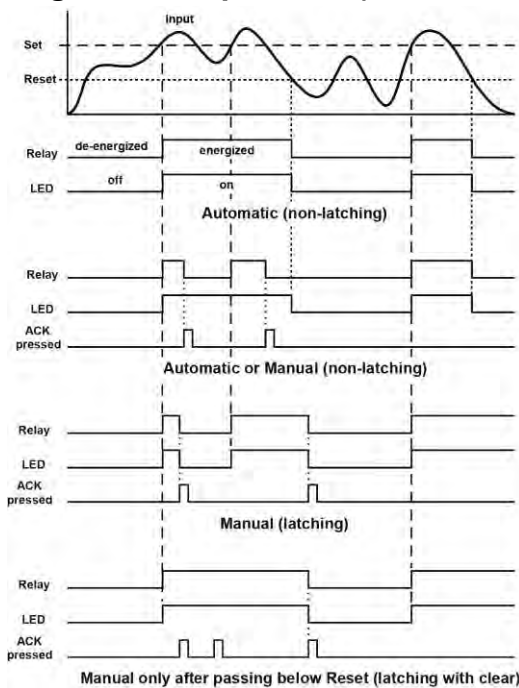 input
Set
Reset
de-energized energized
Relay
off on
LED
Automatic (non-latching)
Relay
LED
ACK
pressed
Automatic or Manual (non-latching)
Relay
LED
ACK
pressed
Manual (latching)
Relay
LED
ACK
pressed
Manual only after passing below Reset (latching with clear)